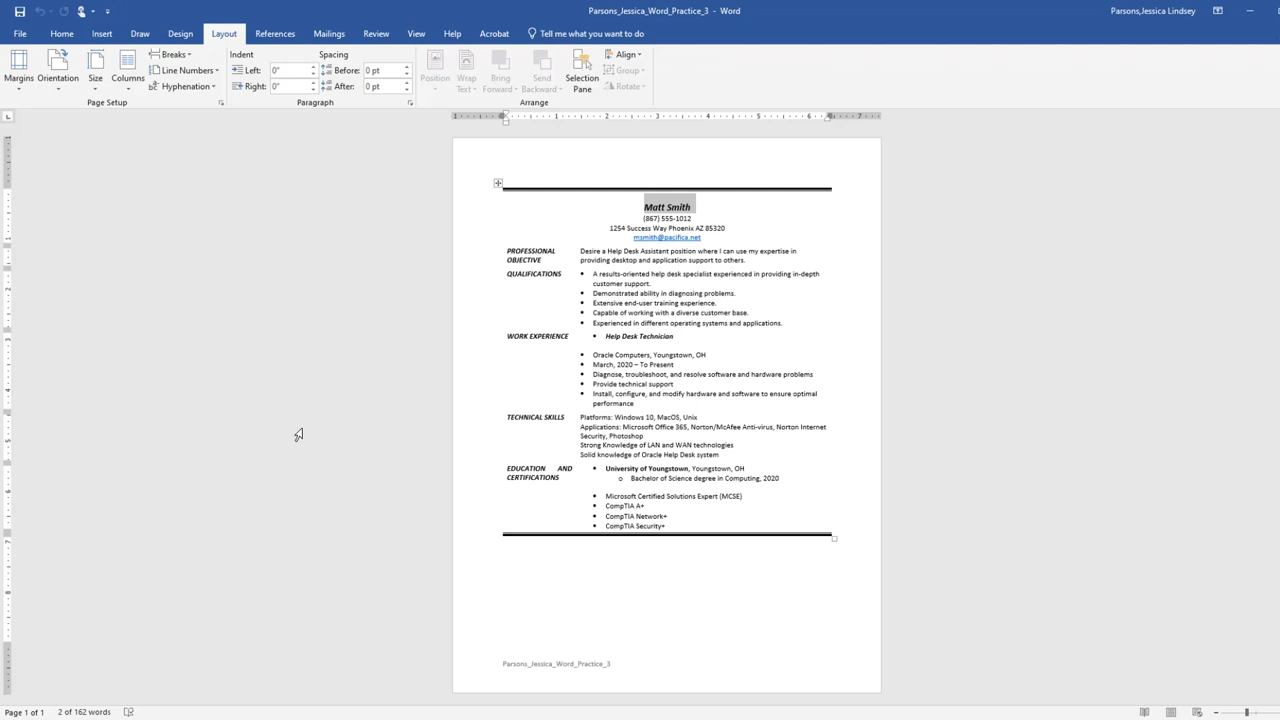 Parsons_Jessica_Word_Practice_3 - Word
Parsons,Jessica Lindsey
File Home Insert Draw Design Layout References Mailings Review View Help Acrobat Tell me what you want to do
Margins Orientation Size Columns
Breaks
Line Numbers
Hyphenation
Page Setup
Indent
Left: 0"
Right: 0"
Spacing
Before: 0 pt
After: 0 pt
Paragraph
Position
Wrap Text
Bring Forward
Send Backward
Selection Pane
Align
Group
Rotate
Arrange
1 1 2 3 4 5 6 7
Matt Smith
(867) 555-1012
1254 Success Way Phoenix AZ 85320
msmith@pacifica.net
PROFESSIONAL OBJECTIVE
Desire a Help Desk Assistant position where I can use my expertise in
providing desktop and application support to others.
QUALIFICATIONS
• A results-oriented help desk specialist experienced in providing in-depth
customer support.
• Demonstrated ability in diagnosing problems.
• Extensive end-user training experience.
• Capable of working with a diverse customer base.
• Experienced in different operating systems and applications.
WORK EXPERIENCE
• Help Desk Technician
• Oracle Computers, Youngstown, OH
• March, 2020 – To Present
• Diagnose, troubleshoot, and resolve software and hardware problems
• Provide technical support
• Install, configure, and modify hardware and software to ensure optimal
performance
TECHNICAL SKILLS
Platforms: Windows 10, MacOS, Unix
Applications: Microsoft Office 365, Norton/McAfee Anti-virus, Norton Internet
Security, Photoshop
Strong Knowledge of LAN and WAN technologies
Solid knowledge of Oracle Help Desk system
EDUCATION AND CERTIFICATIONS
• University of Youngstown, Youngstown, OH
o Bachelor of Science degree in Computing, 2020
• Microsoft Certified Solutions Expert (MCSE)
• CompTIA A+
• CompTIA Network+
• CompTIA Security+
Parsons_Jessica_Word_Practice_3
Page 1 of 1 2 of 162 words